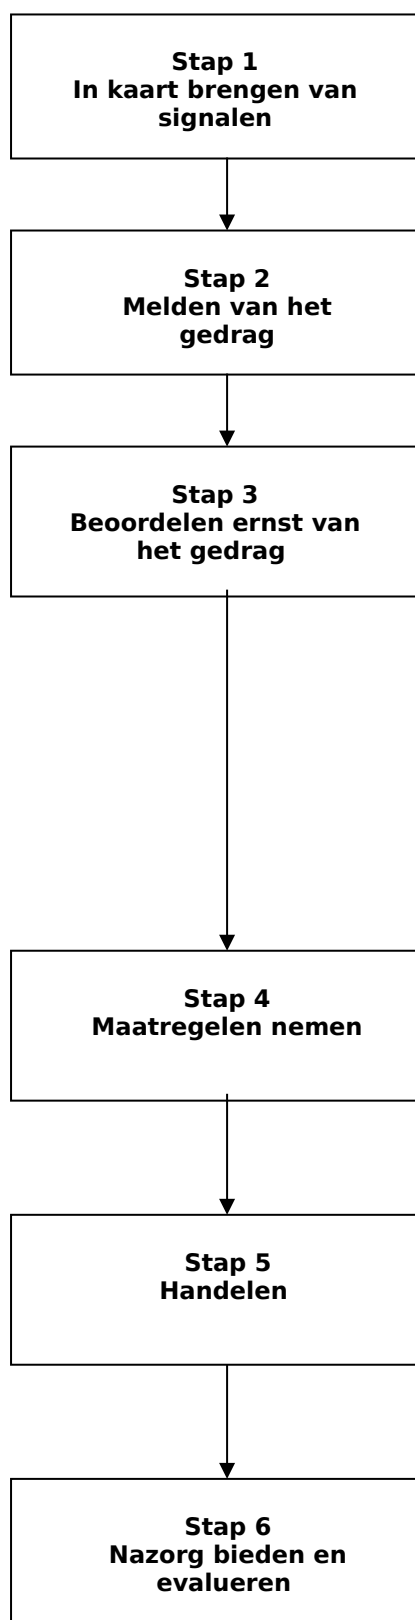 Stap 1
In kaart brengen van
signalen
Stap 2
Melden van het
gedrag
Stap 3
Beoordelen ernst van
het gedrag
Stap 4
Maatregelen nemen
Stap 5
Handelen
Stap 6
Nazorg bieden en
evalueren